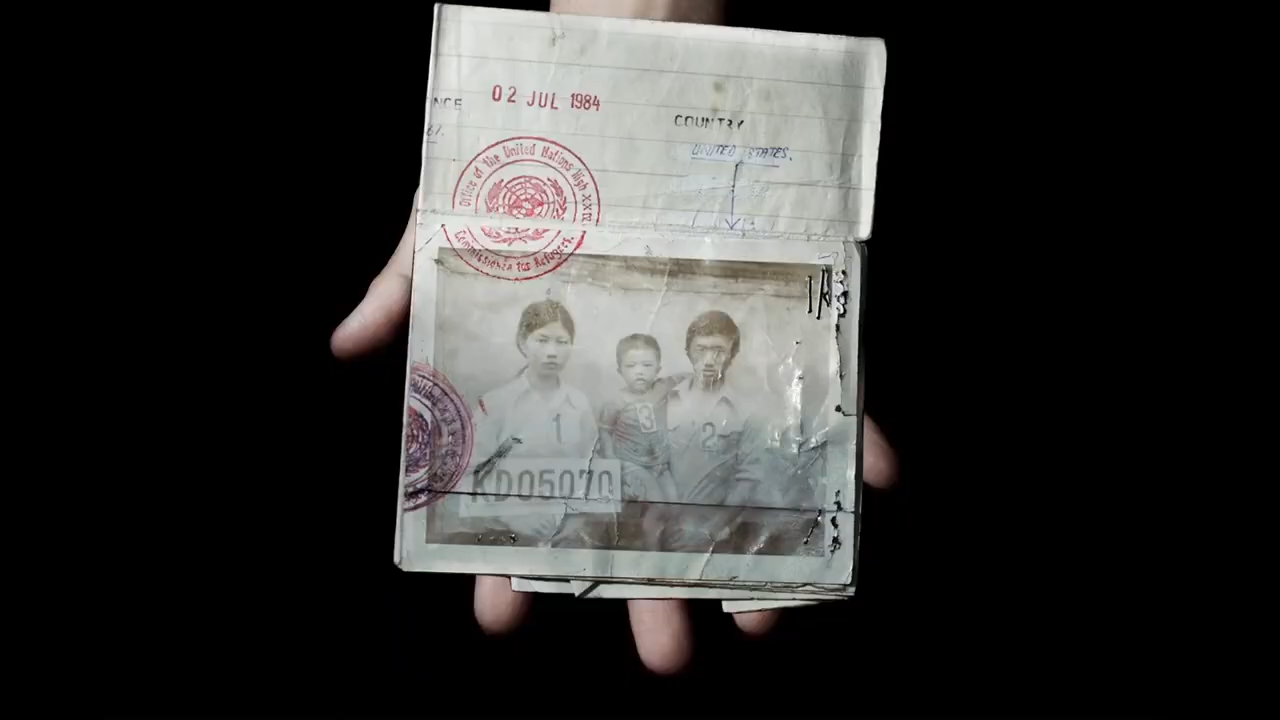 NCE
02 JUL 1984
COUNTRY
UNITED STATES.
Office of the United Nations High
Commissioner for Refugees.
1
3
2
KD05070